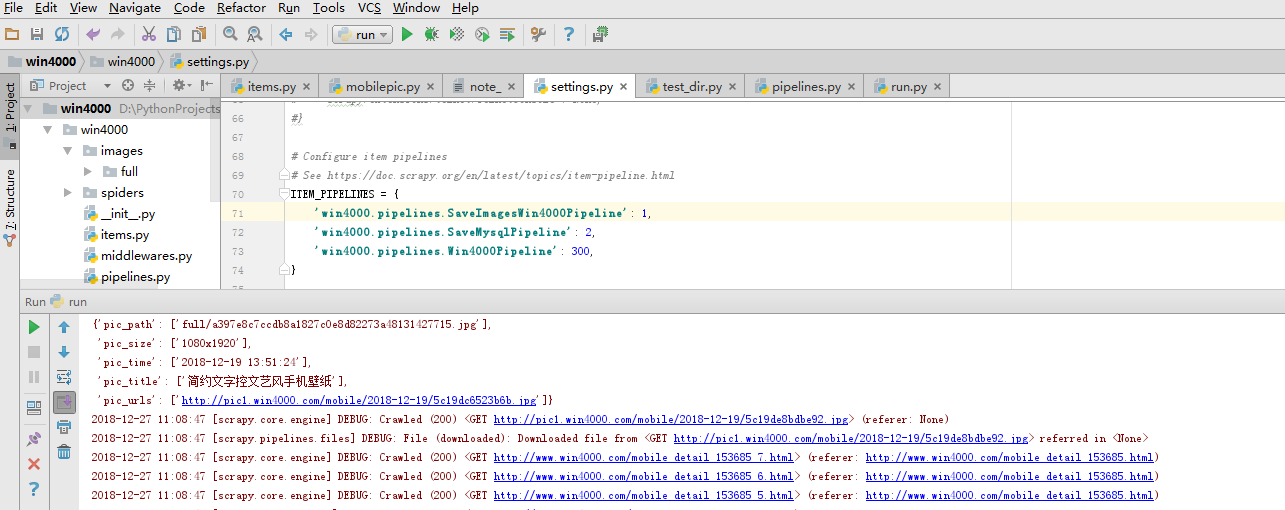 File Edit View Navigate Code Refactor Run Tools VCS Window Help
run
win4000 win4000 settings.py
1: Project
7: Structure
Project
items.py mobilepic.py note_ settings.py test_dir.py pipelines.py run.py
win4000 D:\PythonProjects
win4000
images
full
spiders
__init__.py
items.py
middlewares.py
pipelines.py
66 #}
67
68 # Configure item pipelines
69 # See https://doc.scrapy.org/en/latest/topics/item-pipeline.html
70 ITEM_PIPELINES = {
71 'win4000.pipelines.SaveImagesWin4000Pipeline': 1,
72 'win4000.pipelines.SaveMysqlPipeline': 2,
73 'win4000.pipelines.Win4000Pipeline': 300,
74 }
Run run
{'pic_path': ['full/a397e8c7ccdb8a1827c0e8d82273a48131427715.jpg'],
'pic_size': ['1080x1920'],
'pic_time': ['2018-12-19 13:51:24'],
'pic_title': ['简约文字控文艺风手机壁纸'],
'pic_urls': ['http://pic1.win4000.com/mobile/2018-12-19/5c19dc6523b6b.jpg']}
2018-12-27 11:08:47 [scrapy.core.engine] DEBUG: Crawled (200) <GET http://pic1.win4000.com/mobile/2018-12-19/5c19de8bdbe92.jpg> (referer: None)
2018-12-27 11:08:47 [scrapy.pipelines.files] DEBUG: File (downloaded): Downloaded file from <GET http://pic1.win4000.com/mobile/2018-12-19/5c19de8bdbe92.jpg> referred in <None>
2018-12-27 11:08:47 [scrapy.core.engine] DEBUG: Crawled (200) <GET http://www.win4000.com/mobile_detail_153685_7.html> (referer: http://www.win4000.com/mobile_detail_153685.html)
2018-12-27 11:08:47 [scrapy.core.engine] DEBUG: Crawled (200) <GET http://www.win4000.com/mobile_detail_153685_6.html> (referer: http://www.win4000.com/mobile_detail_153685.html)
2018-12-27 11:08:47 [scrapy.core.engine] DEBUG: Crawled (200) <GET http://www.win4000.com/mobile_detail_153685_5.html> (referer: http://www.win4000.com/mobile_detail_153685.html)